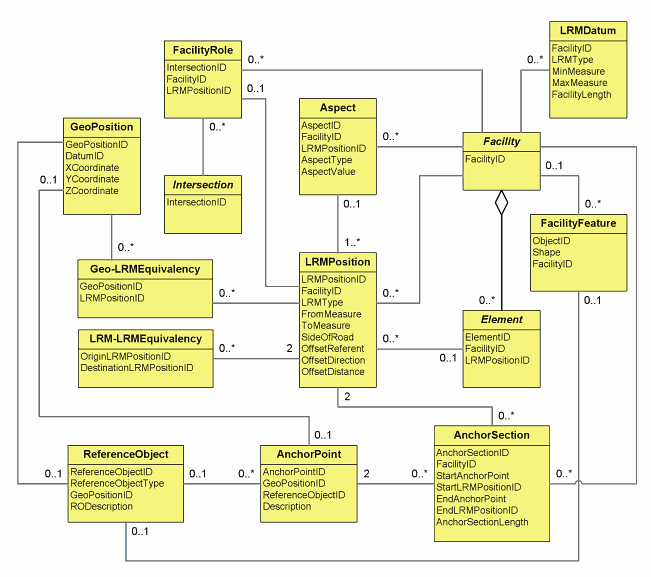 LRMDatum
FacilityID
LRMType
MinMeasure
MaxMeasure
FacilityLength
0..*
FacilityRole
IntersectionID
FacilityID
LRMPositionID
0..*
0..1
0..*
Aspect
AspectID
FacilityID
LRMPositionID
AspectType
AspectValue
0..*
0..1
1..*
GeoPosition
GeoPositionID
DatumID
XCoordinate
YCoordinate
ZCoordinate
0..1
0..*
Facility
FacilityID
0..1
0..*
Intersection
IntersectionID
FacilityFeature
ObjectID
Shape
FacilityID
0..1
Geo-LRMEquivalency
GeoPositionID
LRMPositionID
0..*
LRMPosition
LRMPositionID
FacilityID
LRMType
FromMeasure
ToMeasure
SideOfRoad
OffsetReferent
OffsetDirection
OffsetDistance
0..*
0..*
0..1
2
0..*
Element
ElementID
FacilityID
LRMPositionID
LRM-LRMEquivalency
OriginLRMPositionID
DestinationLRMPositionID
0..*
2
0..*
0..1
ReferenceObject
ReferenceObjectID
ReferenceObjectType
GeoPositionID
RODescription
0..1
0..1
0..*
0..1
AnchorPoint
AnchorPointID
GeoPositionID
ReferenceObjectID
Description
2
0..*
AnchorSection
AnchorSectionID
FacilityID
StartAnchorPoint
StartLRMPositionID
EndAnchorPoint
EndLRMPositionID
AnchorSectionLength
0..*